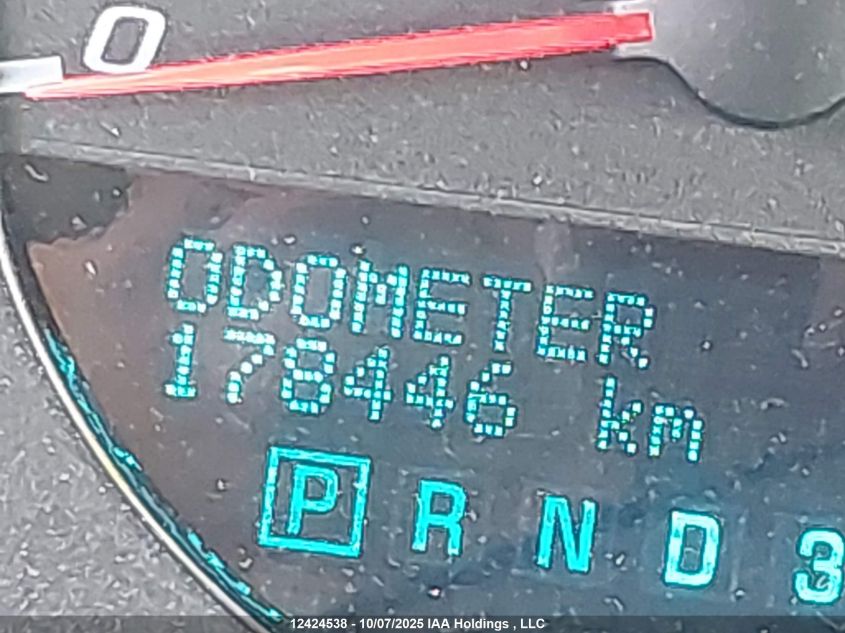 0
ODOMETER
178446 km
P R N D 3
12424538 - 10/07/2025 IAA Holdings , LLC